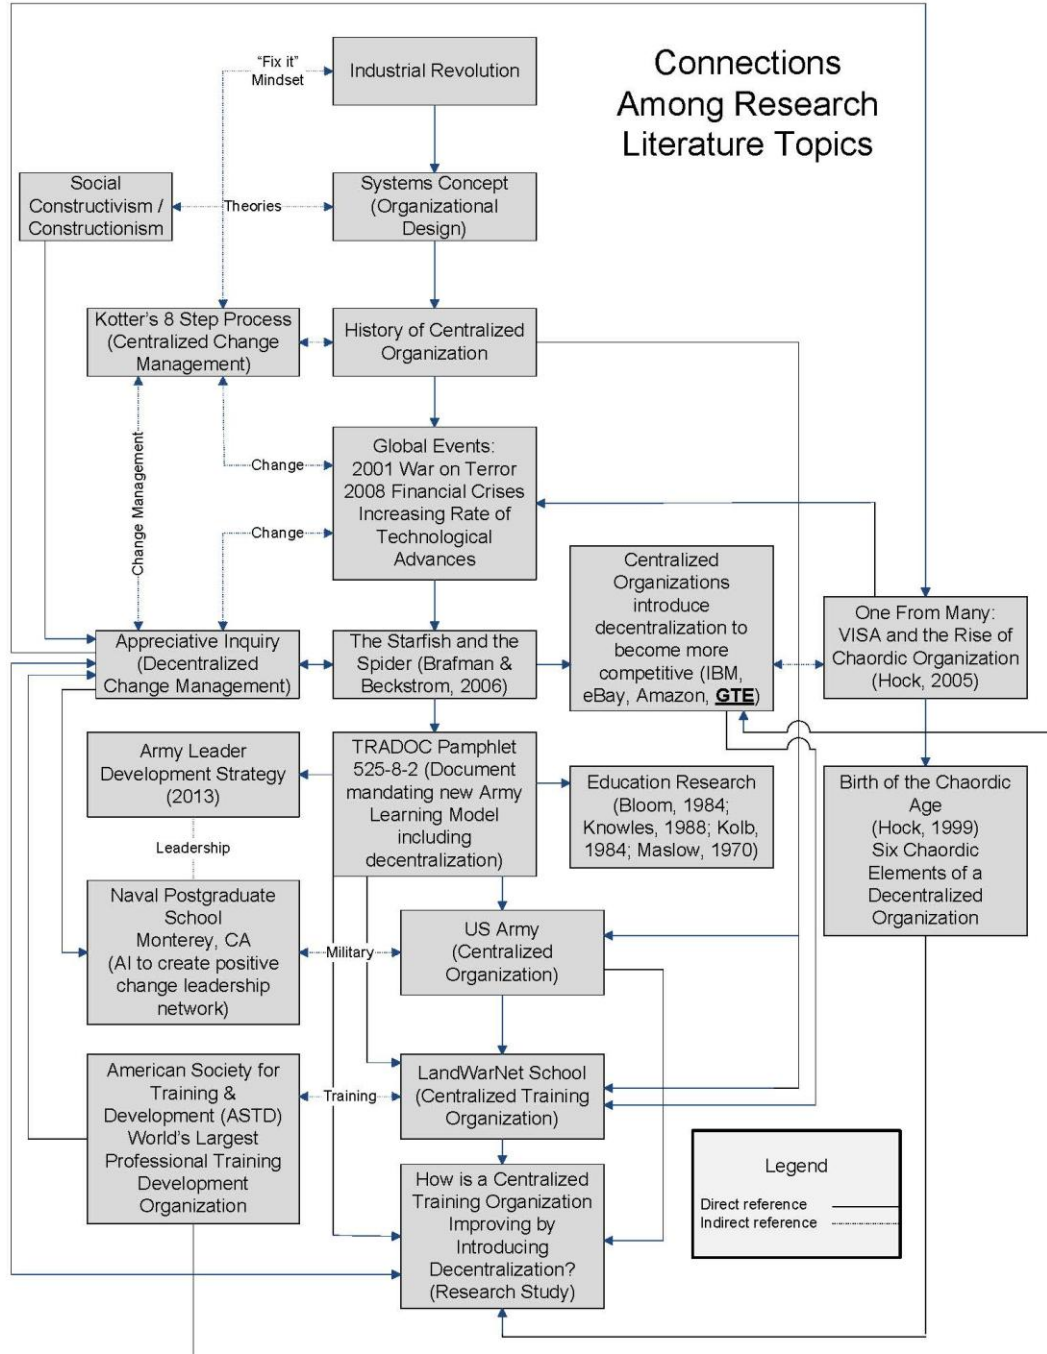 Connections
Among Research
Literature Topics
"Fix it"
Mindset
Industrial Revolution
Social
Constructivism /
Constructionism
Theories
Systems Concept
(Organizational
Design)
Kotter's 8 Step Process
(Centralized Change
Management)
History of Centralized
Organization
Change Management
Change
Global Events:
2001 War on Terror
2008 Financial Crises
Increasing Rate of
Technological
Advances
Change
Centralized
Organizations
introduce
decentralization to
become more
competitive (IBM,
eBay, Amazon, GTE)
One From Many:
VISA and the Rise of
Chaordic Organization
(Hock, 2005)
Appreciative Inquiry
(Decentralized
Change Management)
The Starfish and the
Spider (Brafman &
Beckstrom, 2006)
Army Leader
Development Strategy
(2013)
TRADOC Pamphlet
525-8-2 (Document
mandating new Army
Learning Model
including
decentralization)
Education Research
(Bloom, 1984;
Knowles, 1988; Kolb,
1984; Maslow, 1970)
Birth of the Chaordic
Age
(Hock, 1999)
Six Chaordic
Elements of a
Decentralized
Organization
Leadership
Naval Postgraduate
School
Monterey, CA
(AI to create positive
change leadership
network)
Military
US Army
(Centralized
Organization)
American Society for
Training &
Development (ASTD)
World's Largest
Professional Training
Development
Organization
Training
LandWarNet School
(Centralized Training
Organization)
How is a Centralized
Training Organization
Improving by
Introducing
Decentralization?
(Research Study)
Legend
Direct reference
Indirect reference